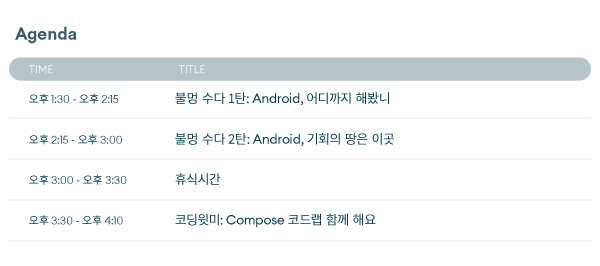 Agenda
TIME TITLE
오후 1:30 - 오후 2:15 불멍 수다 1탄: Android, 어디까지 해봤니
오후 2:15 - 오후 3:00 불멍 수다 2탄: Android, 기회의 땅은 이곳
오후 3:00 - 오후 3:30 휴식시간
오후 3:30 - 오후 4:10 코딩윗미: Compose 코드랩 함께 해요